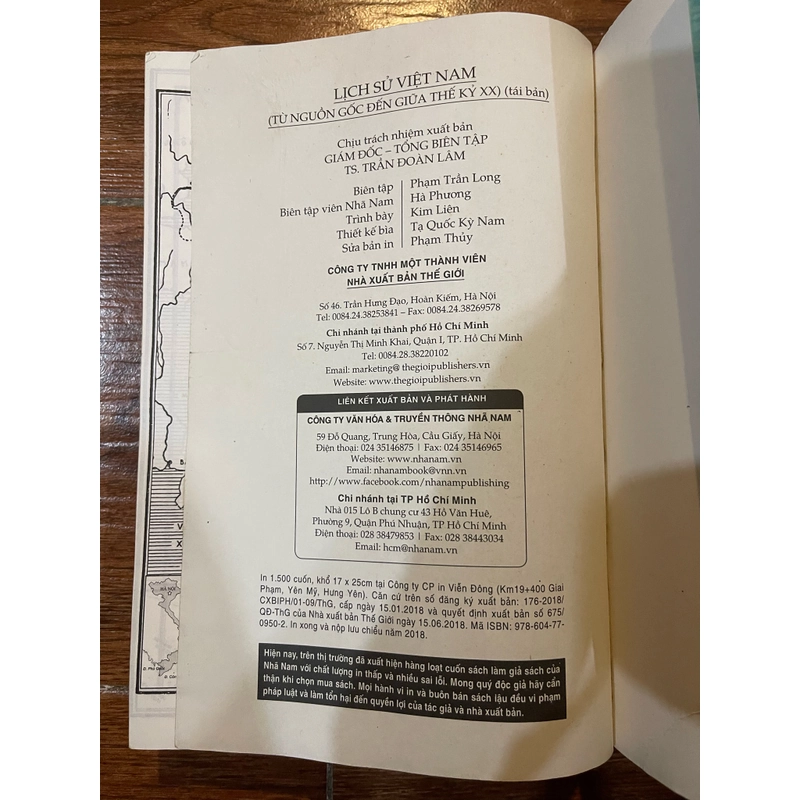 LỊCH SỬ VIỆT NAM
(TỪ NGUỒN GỐC ĐẾN GIỮA THẾ KỶ XX) (tái bản)
Chịu trách nhiệm xuất bản
GIÁM ĐỐC – TỔNG BIÊN TẬP
TS. TRẦN ĐOÀN LÂM
Biên tập Phạm Trần Long
Biên tập viên Nhã Nam Hà Phương
Trình bày Kim Liên
Thiết kế bìa Tạ Quốc Kỳ Nam
Sửa bản in Phạm Thủy
CÔNG TY TNHH MỘT THÀNH VIÊN
NHÀ XUẤT BẢN THẾ GIỚI
Số 46. Trần Hưng Đạo, Hoàn Kiếm, Hà Nội
Tel: 0084.24.38253841 – Fax: 0084.24.38269578
Chi nhánh tại thành phố Hồ Chí Minh
Số 7. Nguyễn Thị Minh Khai, Quận I, TP. Hồ Chí Minh
Tel: 0084.28.38220102
Email: marketing@thegioipublishers.vn
Website: www.thegioipublishers.vn
LIÊN KẾT XUẤT BẢN VÀ PHÁT HÀNH
CÔNG TY VĂN HÓA & TRUYỀN THÔNG NHÃ NAM
59 Đỗ Quang, Trung Hòa, Cầu Giấy, Hà Nội
Điện thoại: 024 35146875 | Fax: 024 35146965
Website: www.nhanam.vn
Email: nhanambook@vnn.vn
http://www.facebook.com/nhanampublishing
Chi nhánh tại TP Hồ Chí Minh
Nhà 015 Lô B chung cư 43 Hồ Văn Huê,
Phường 9, Quận Phú Nhuận, TP Hồ Chí Minh
Điện thoại: 028 38479853 | Fax: 028 38443034
Email: hcm@nhanam.vn
In 1.500 cuốn, khổ 17 x 25cm tại Công ty CP in Viễn Đông (Km19+400 Giai
Phạm, Yên Mỹ, Hưng Yên). Căn cứ trên số đăng ký xuất bản: 176-2018/
CXBIPH/01-09/ThG, cấp ngày 15.01.2018 và quyết định xuất bản số 675/
QĐ-ThG của Nhà xuất bản Thế Giới ngày 15.06.2018. Mã ISBN: 978-604-77-
0950-2. In xong và nộp lưu chiểu năm 2018.
Hiện nay, trên thị trường đã xuất hiện hàng loạt cuốn sách làm giả sách của
Nhã Nam với chất lượng in thấp và nhiều sai lỗi. Mong quý độc giả hãy cẩn
thận khi chọn mua sách. Mọi hành vi in và buôn bán sách lậu đều vi phạm
pháp luật và làm tổn hại đến quyền lợi của tác giả và nhà xuất bản.